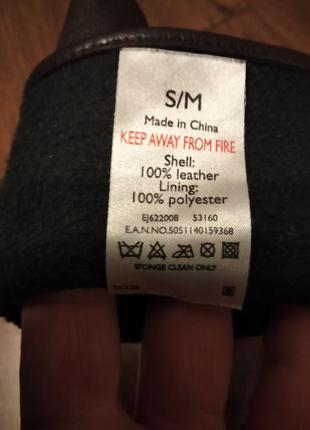 S/M
Made in China
KEEP AWAY FROM FIRE
Shell:
100% leather
Lining:
100% polyester
EJ622008 53160
E.A.N.NO.5051140159368
SPONGE CLEAN ONLY